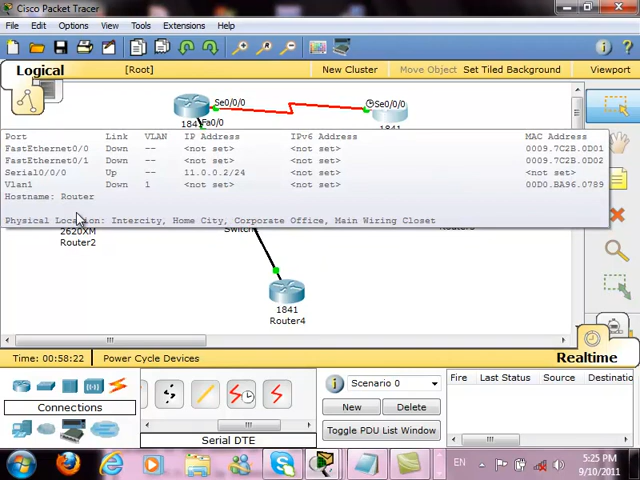 Cisco Packet Tracer
File Edit Options View Tools Extensions Help
Logical [Root] New Cluster Move Object Set Tiled Background Viewport
Se0/0/0 Se0/0/0
1841 Fa0/0 1841
Port Link VLAN IP Address IPv6 Address MAC Address
FastEthernet0/0 Down -- <not set> <not set> 0009.7C2B.0D01
FastEthernet0/1 Down -- <not set> <not set> 0009.7C2B.0D02
Serial0/0/0 Up -- 11.0.0.2/24 <not set> <not set>
Vlan1 Down 1 <not set> <not set> 00D0.BA96.0789
Hostname: Router
Physical Location: Intercity, Home City, Corporate Office, Main Wiring Closet
2620XM
Router2
1841
Router4
Time: 00:58:22 Power Cycle Devices Realtime
Connections
Serial DTE
Scenario 0
New Delete
Toggle PDU List Window
Fire Last Status Source Destinatio
EN
5:25 PM
9/10/2011